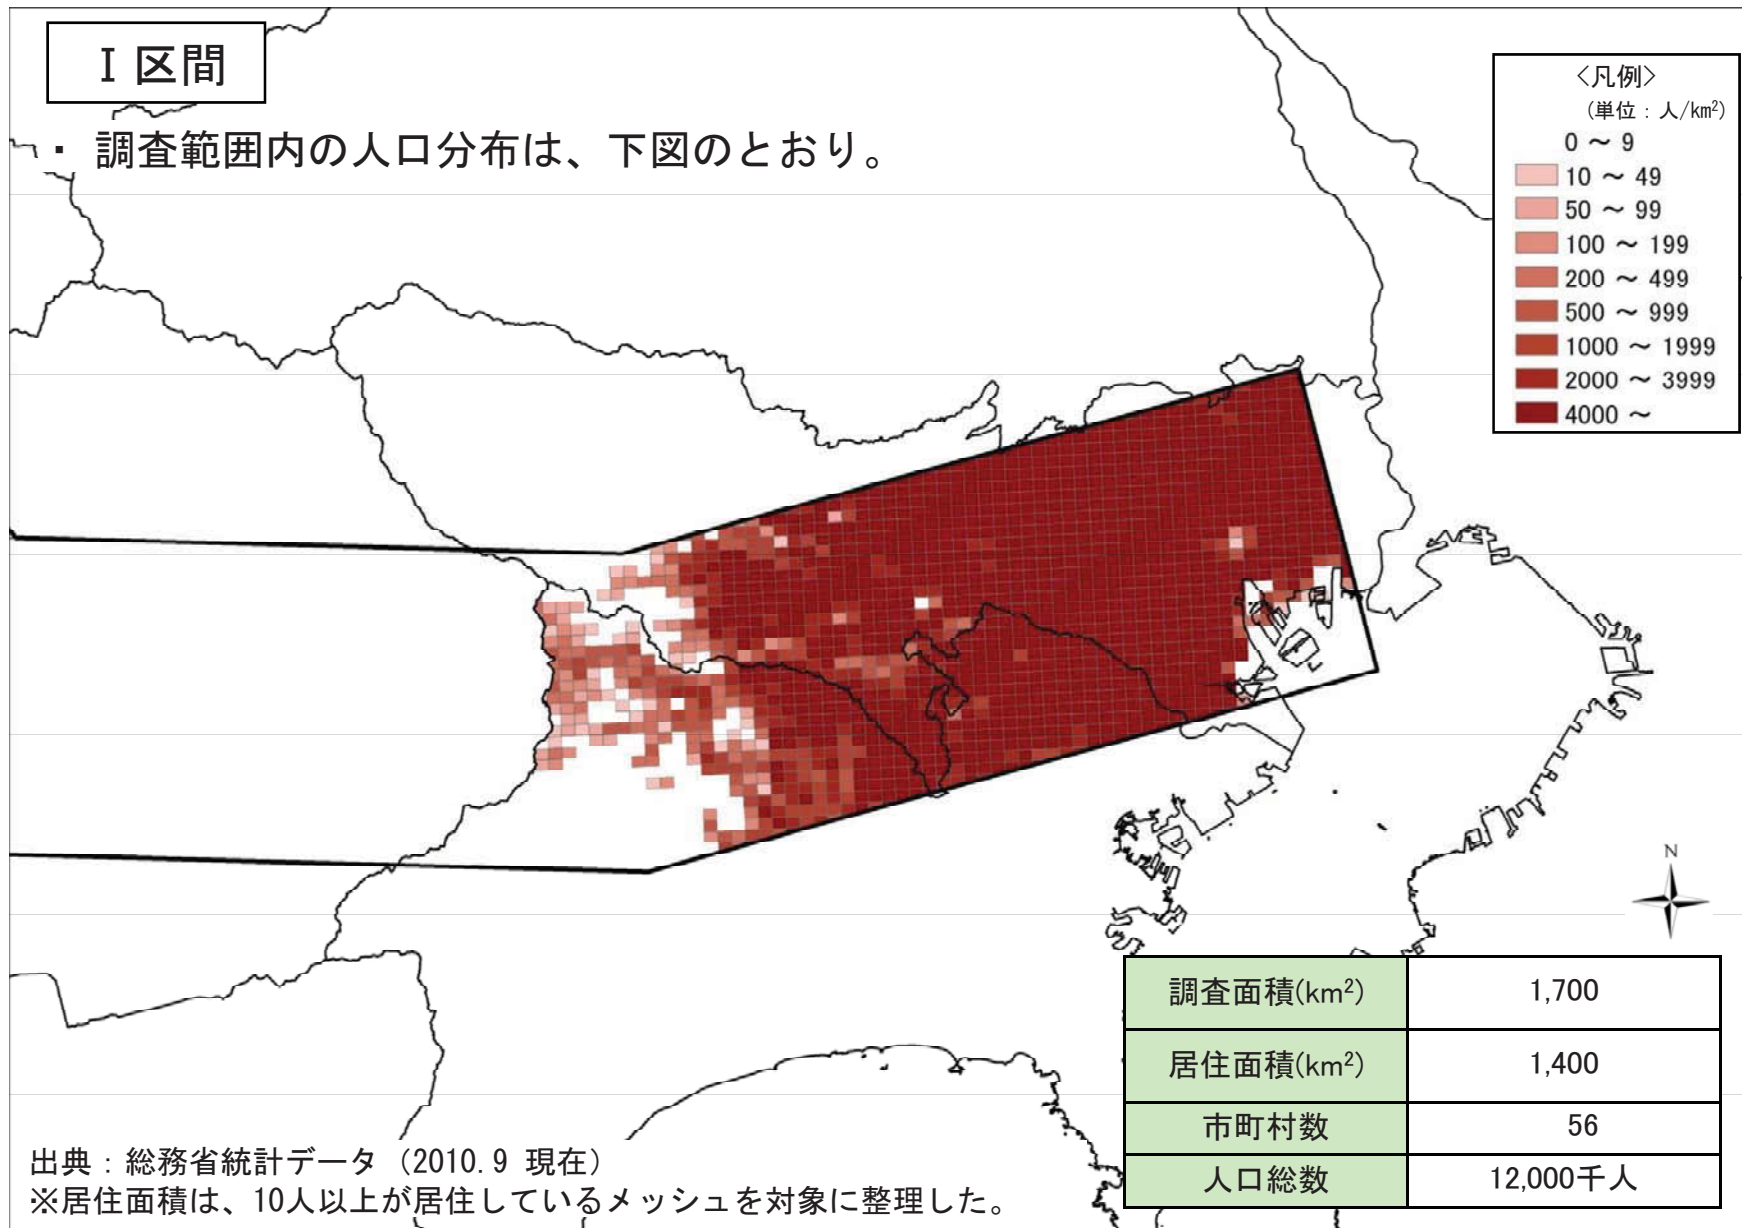 Ⅰ区間
・ 調査範囲内の人口分布は、下図のとおり。
<凡例>
(単位：人/km²)
0 ～ 9
10 ～ 49
50 ～ 99
100 ～ 199
200 ～ 499
500 ～ 999
1000 ～ 1999
2000 ～ 3999
4000 ～
N
調査面積(km²) 1,700
居住面積(km²) 1,400
市町村数 56
人口総数 12,000千人
出典：総務省統計データ（2010.9 現在）
※居住面積は、10人以上が居住しているメッシュを対象に整理した。